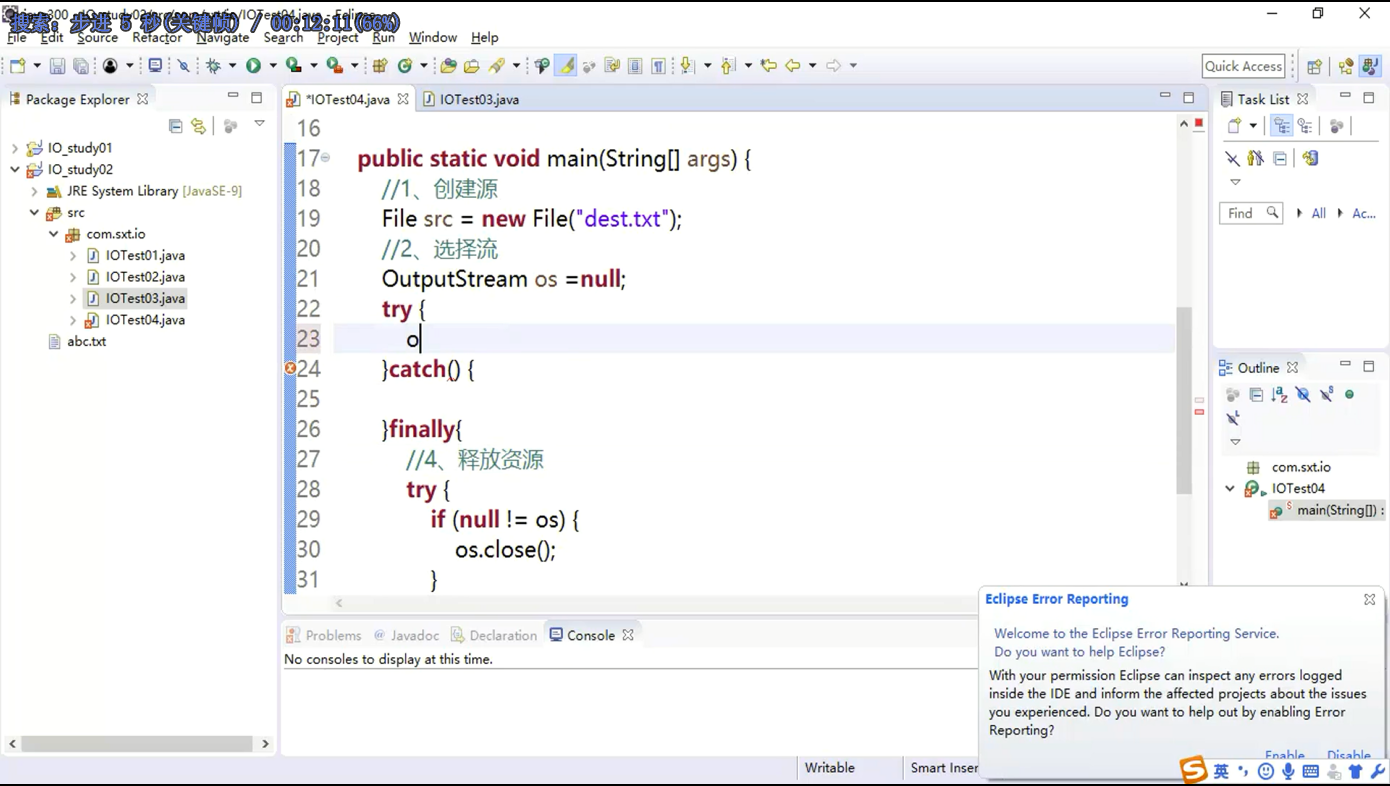 搜索: 步进 5 秒(关键帧) / 00:12:11(66%)
File Edit Source Refactor Navigate Search Project Run Window Help
Quick Access
Package Explorer
*IOTest04.java
IOTest03.java
Task List
IO_study01
IO_study02
JRE System Library [JavaSE-9]
src
com.sxt.io
IOTest01.java
IOTest02.java
IOTest03.java
IOTest04.java
abc.txt
16
17 public static void main(String[] args) {
18 //1、创建源
19 File src = new File("dest.txt");
20 //2、选择流
21 OutputStream os =null;
22 try {
23 o
24 }catch() {
25
26 }finally{
27 //4、释放资源
28 try {
29 if (null != os) {
30 os.close();
31 }
Find All Ac...
Outline
com.sxt.io
IOTest04
main(String[]) :
Problems @ Javadoc Declaration Console
No consoles to display at this time.
Eclipse Error Reporting
Welcome to the Eclipse Error Reporting Service.
Do you want to help Eclipse?
With your permission Eclipse can inspect any errors logged
inside the IDE and inform the affected projects about the issues
you experienced. Do you want to help out by enabling Error
Reporting?
Enable Disable
Writable
Smart Inser
英